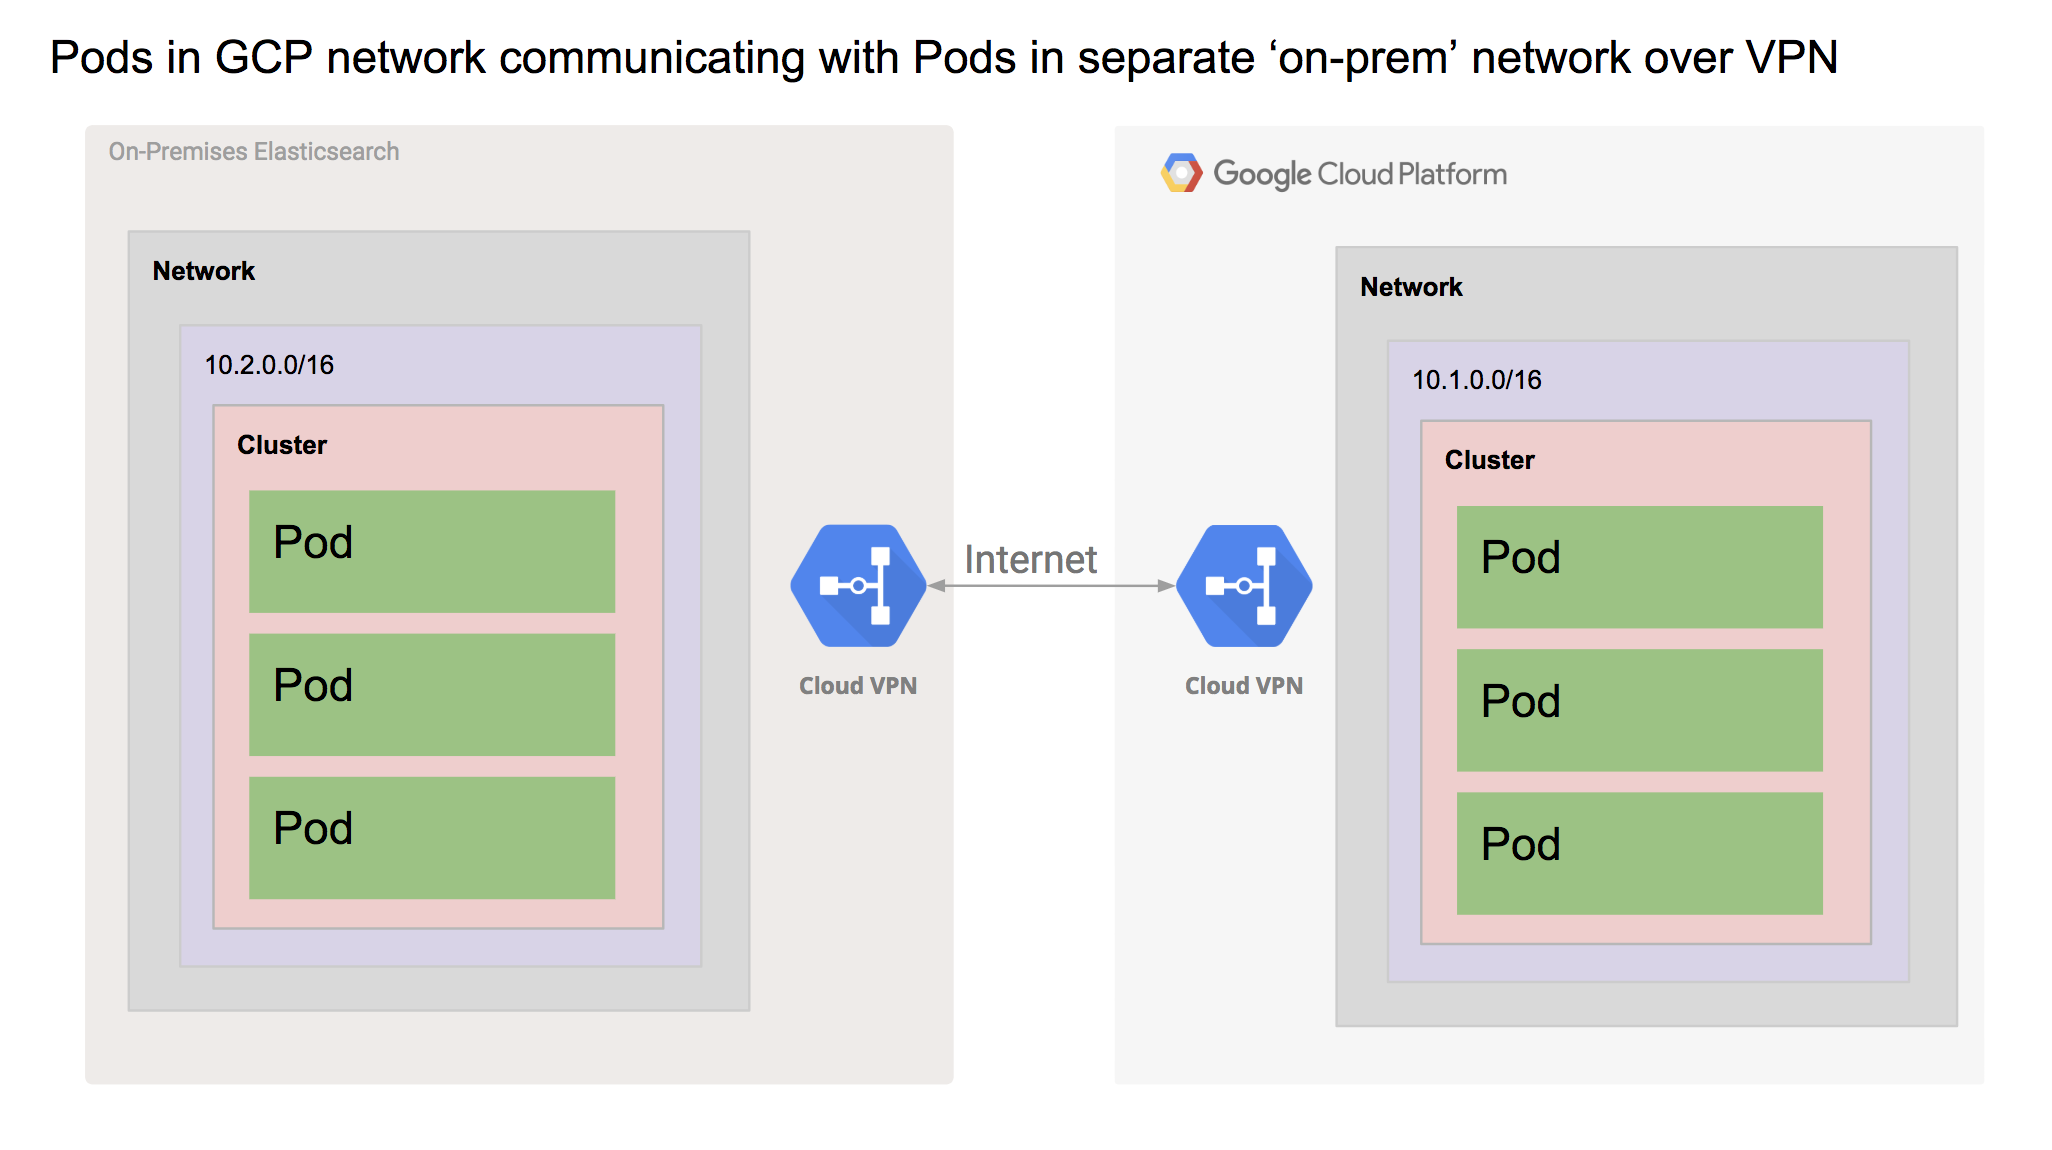 Pods in GCP network communicating with Pods in separate ‘on-prem’ network over VPN
On-Premises Elasticsearch
Network
10.2.0.0/16
Cluster
Pod
Pod
Pod
Cloud VPN
Internet
Google Cloud Platform
Cloud VPN
Network
10.1.0.0/16
Cluster
Pod
Pod
Pod